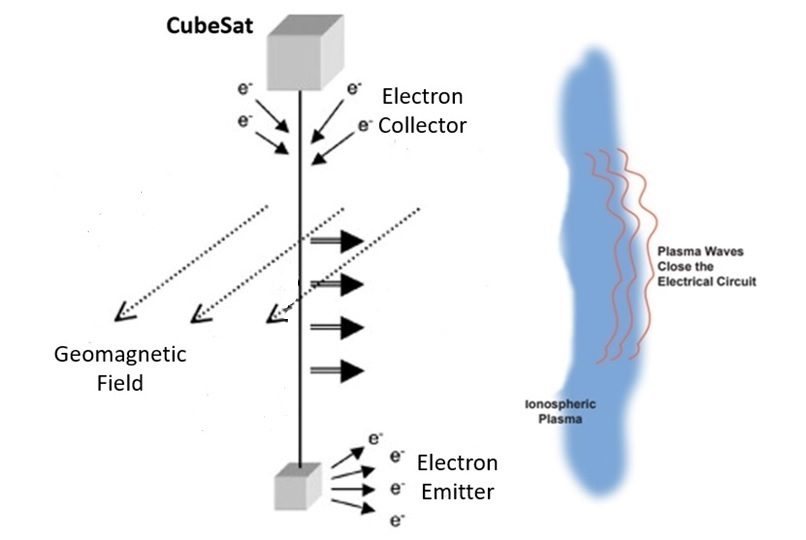 CubeSat
e-
e-
e-
Electron
e- Collector
Plasma Waves
Close the
Electrical Circuit
Geomagnetic
Field
Ionospheric
Plasma
e-
e-
Electron
e- Emitter
e-